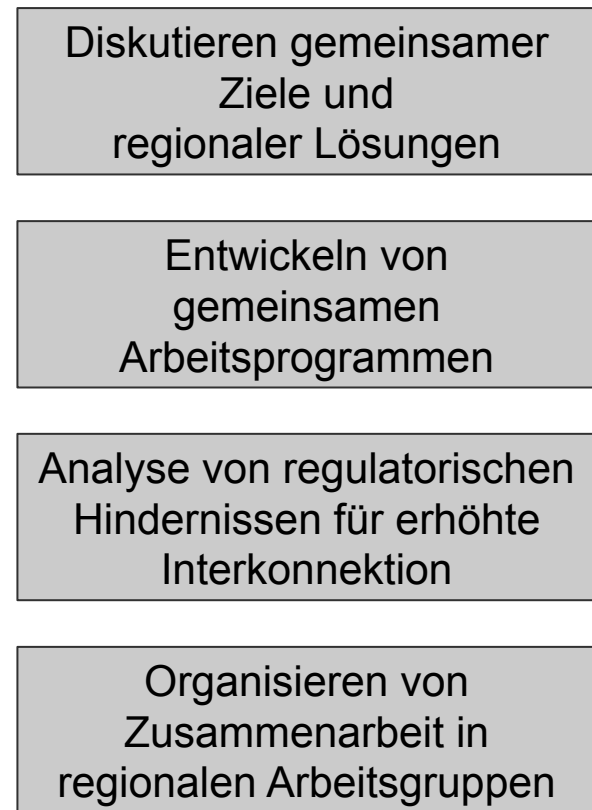 Diskutieren gemeinsamer
Ziele und
regionaler Lösungen
Entwickeln von
gemeinsamen
Arbeitsprogrammen
Analyse von regulatorischen
Hindernissen für erhöhte
Interkonnektion
Organisieren von
Zusammenarbeit in
regionalen Arbeitsgruppen